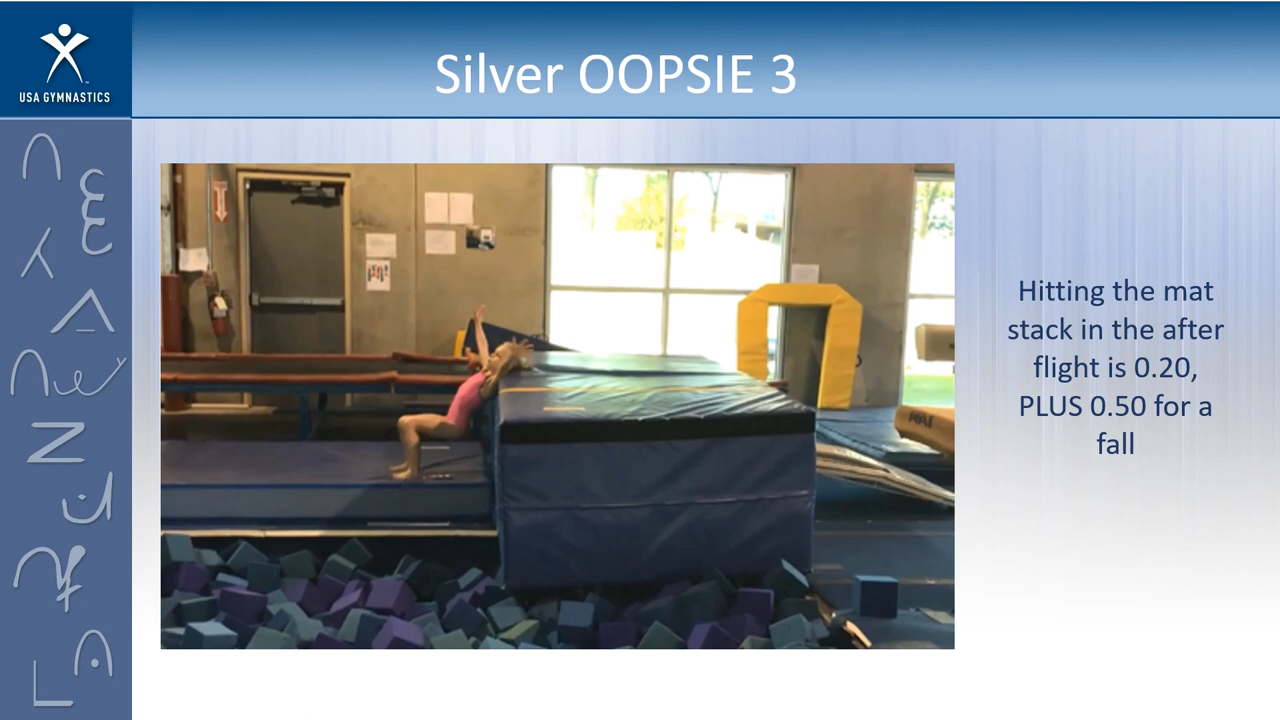 Silver OOPSIE 3
USA GYMNASTICS
Hitting the mat
stack in the after
flight is 0.20,
PLUS 0.50 for a
fall